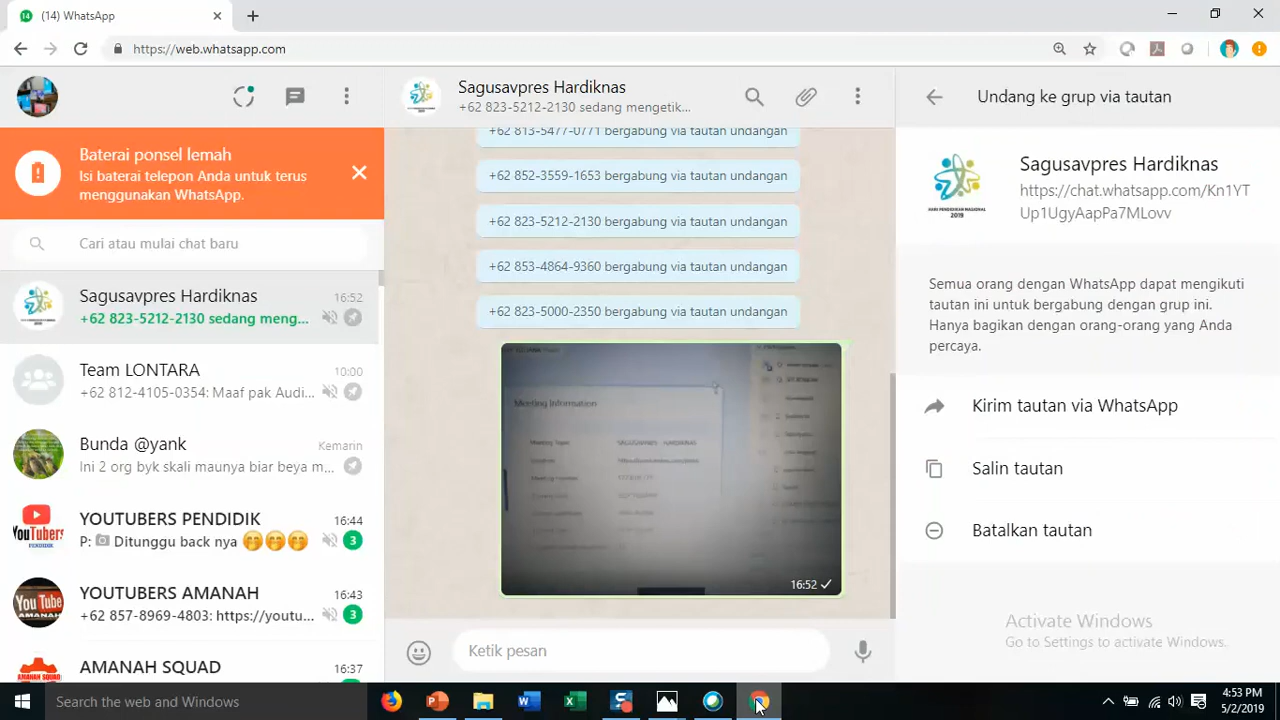 (14) WhatsApp
https://web.whatsapp.com
Baterai ponsel lemah
Isi baterai telepon Anda untuk terus
menggunakan WhatsApp.
Cari atau mulai chat baru
Sagusavpres Hardiknas 16:52
+62 823-5212-2130 sedang meng...
Team LONTARA 10:00
+62 812-4105-0354: Maaf pak Audi...
Bunda @yank Kemarin
Ini 2 org byk skali maunya biar beya m...
YOUTUBERS PENDIDIK 16:44
P: Ditunggu back nya 3
YOUTUBERS AMANAH 16:43
+62 857-8969-4803: https://youtu... 3
AMANAH SQUAD 16:37
Sagusavpres Hardiknas
+62 823-5212-2130 sedang mengetik...
+62 813-5477-0771 bergabung via tautan undangan
+62 852-3559-1653 bergabung via tautan undangan
+62 823-5212-2130 bergabung via tautan undangan
+62 853-4864-9360 bergabung via tautan undangan
+62 823-5000-2350 bergabung via tautan undangan
Meeting Information
Meeting Topic: SAGUSAVPRES - HARDIKNAS
16:52
Ketik pesan
Undang ke grup via tautan
HARI PENDIDIKAN NASIONAL
2019
Sagusavpres Hardiknas
https://chat.whatsapp.com/Kn1YT
Up1UgyAapPa7MLovv
Semua orang dengan WhatsApp dapat mengikuti
tautan ini untuk bergabung dengan grup ini.
Hanya bagikan dengan orang-orang yang Anda
percaya.
Kirim tautan via WhatsApp
Salin tautan
Batalkan tautan
Activate Windows
Go to Settings to activate Windows.
Search the web and Windows
4:53 PM
5/2/2019